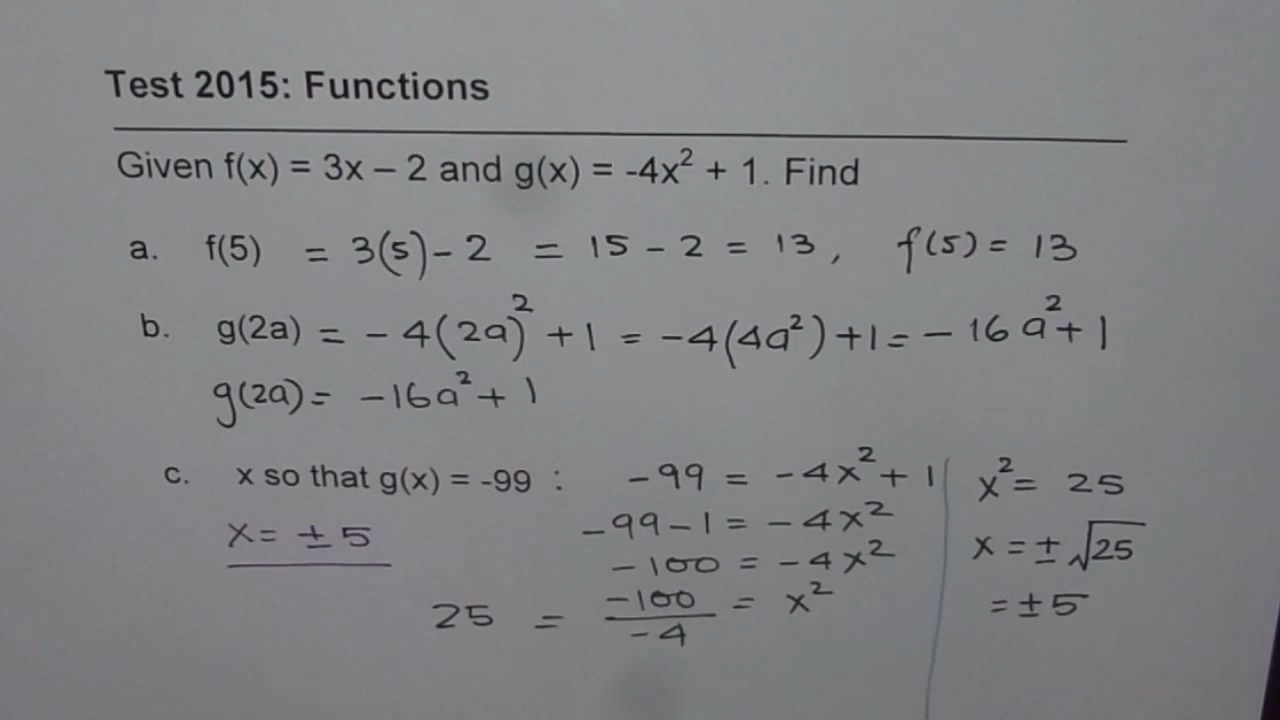 Test 2015: Functions
Given f(x) = 3x – 2 and g(x) = -4x² + 1. Find
a. f(5) = 3(5) - 2 = 15 - 2 = 13, f(5) = 13
b. g(2a) = -4(2a)² + 1 = -4(4a²) + 1 = -16a² + 1
g(2a) = -16a² + 1
c. x so that g(x) = -99 : -99 = -4x² + 1
x = ±5
-99 - 1 = -4x²
-100 = -4x²
25 = -100/-4 = x²
x² = 25
x = ±√25
= ±5